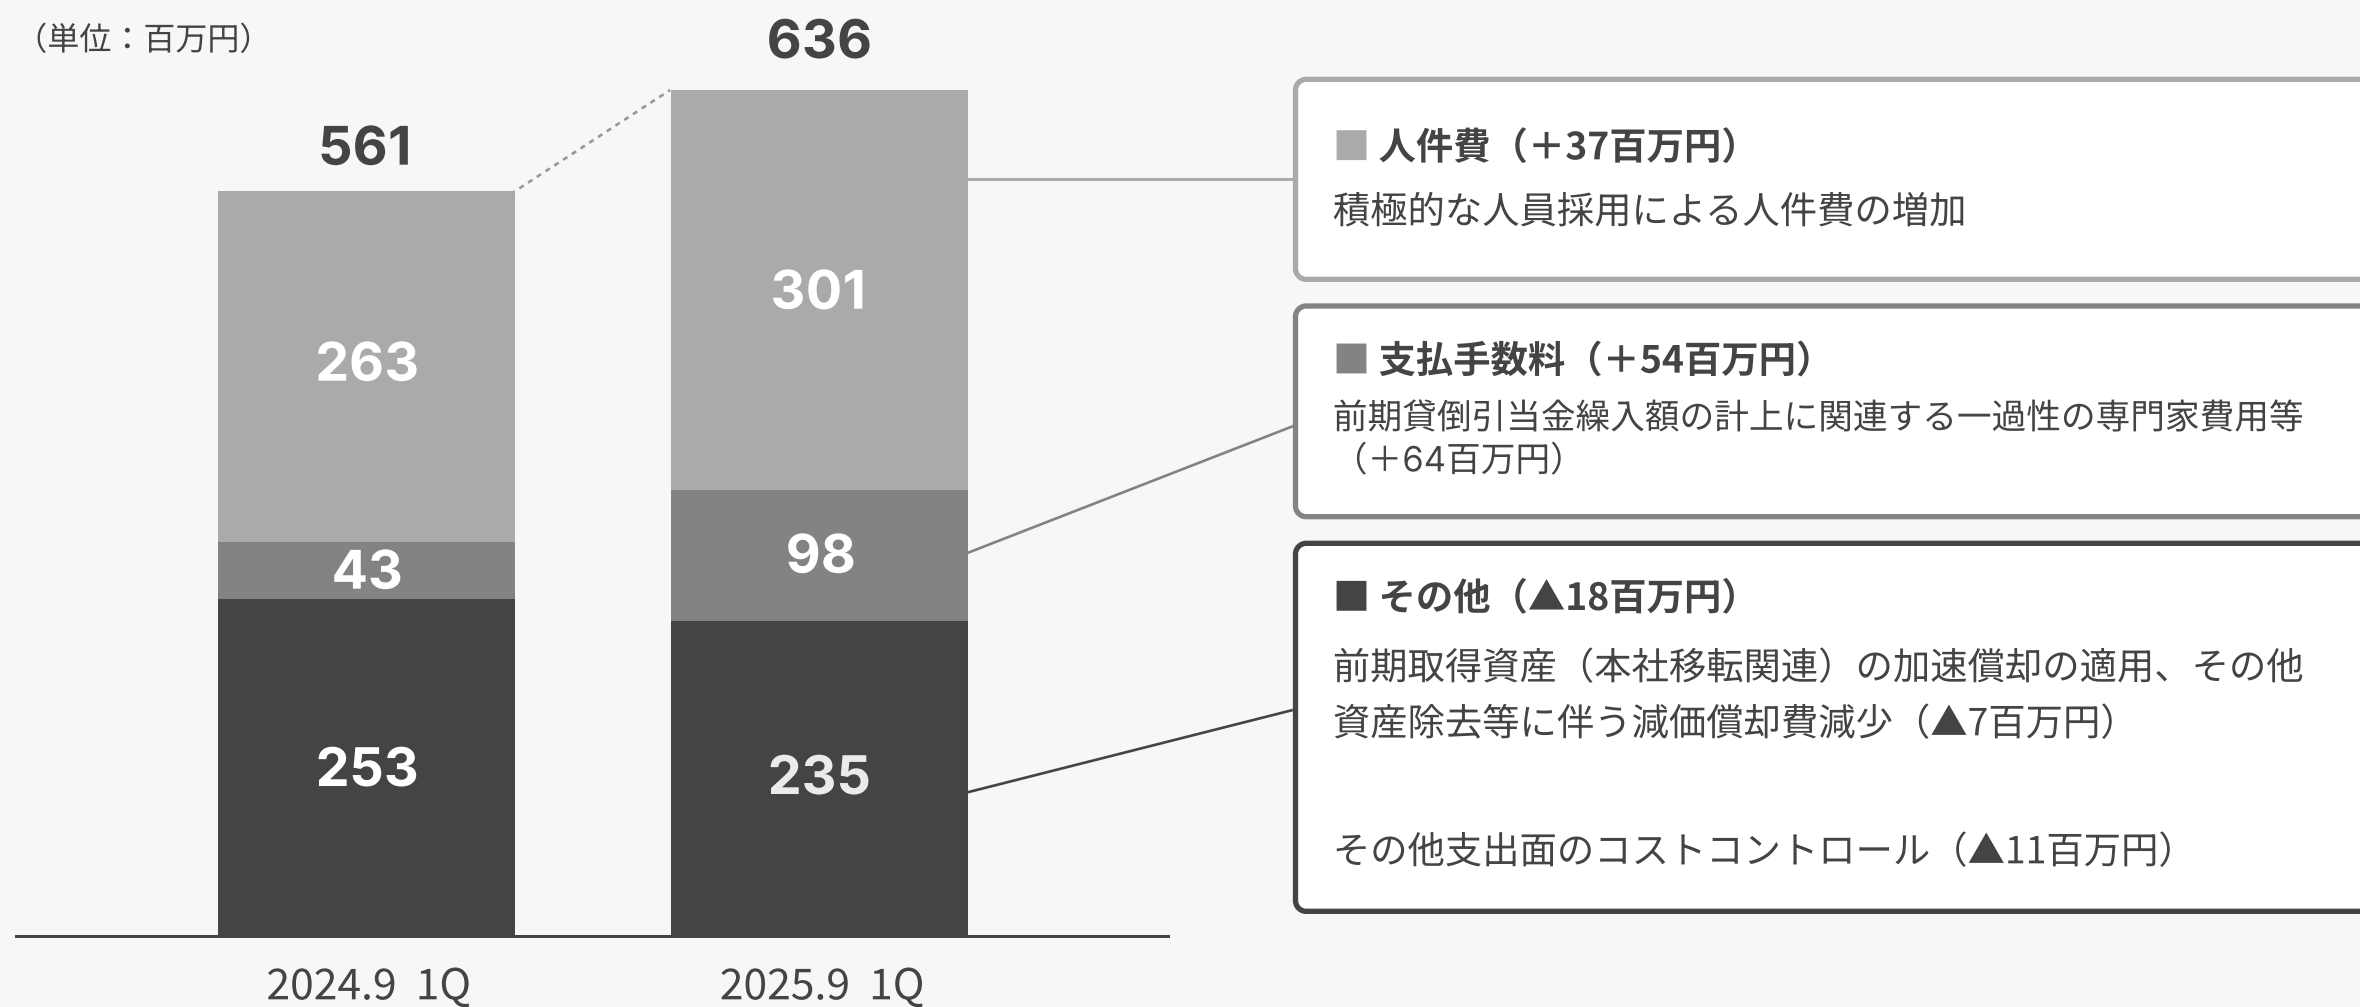 （単位：百万円）
561
263
43
253
2024.9 1Q
636
301
98
235
2025.9 1Q
■ 人件費（＋37百万円）
積極的な人員採用による人件費の増加
■ 支払手数料（＋54百万円）
前期貸倒引当金繰入額の計上に関連する一過性の専門家費用等
（＋64百万円）
■ その他（▲18百万円）
前期取得資産（本社移転関連）の加速償却の適用、その他
資産除去等に伴う減価償却費減少（▲7百万円）
その他支出面のコストコントロール（▲11百万円）